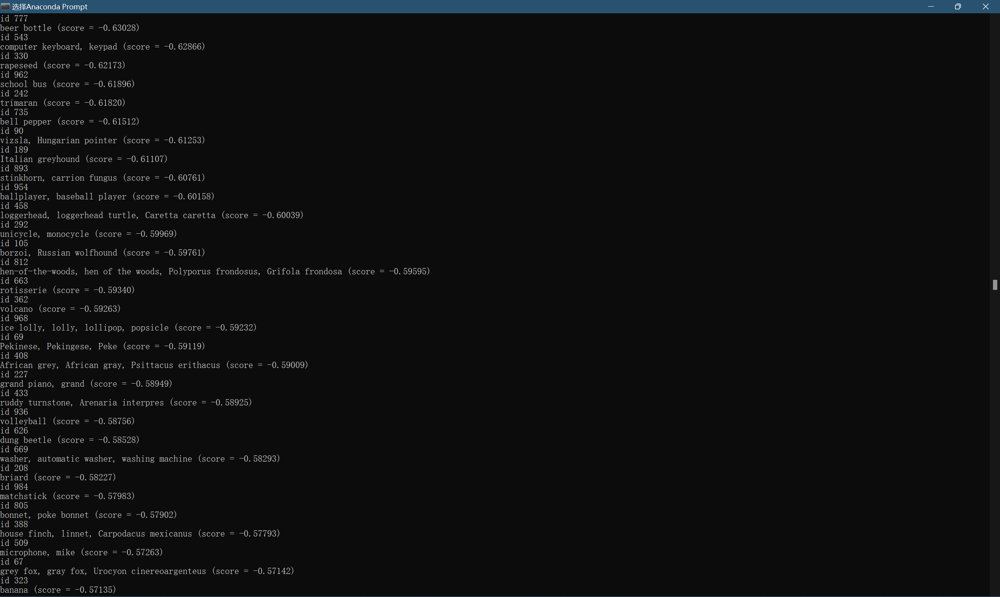 选择Anaconda Prompt
id 777
beer bottle (score = -0.63028)
id 543
computer keyboard, keypad (score = -0.62866)
id 330
rapeseed (score = -0.62173)
id 962
school bus (score = -0.61896)
id 242
trimaran (score = -0.61820)
id 735
bell pepper (score = -0.61512)
id 90
vizsla, Hungarian pointer (score = -0.61253)
id 189
Italian greyhound (score = -0.61107)
id 893
stinkhorn, carrion fungus (score = -0.60761)
id 954
ballplayer, baseball player (score = -0.60158)
id 458
loggerhead, loggerhead turtle, Caretta caretta (score = -0.60039)
id 292
unicycle, monocycle (score = -0.59969)
id 105
borzoi, Russian wolfhound (score = -0.59761)
id 812
hen-of-the-woods, hen of the woods, Polyporus frondosus, Grifola frondosa (score = -0.59595)
id 663
rotisserie (score = -0.59340)
id 362
volcano (score = -0.59263)
id 968
ice lolly, lolly, lollipop, popsicle (score = -0.59232)
id 69
Pekinese, Pekingese, Peke (score = -0.59119)
id 408
African grey, African gray, Psittacus erithacus (score = -0.59009)
id 227
grand piano, grand (score = -0.58949)
id 433
ruddy turnstone, Arenaria interpres (score = -0.58925)
id 936
volleyball (score = -0.58756)
id 626
dung beetle (score = -0.58528)
id 669
washer, automatic washer, washing machine (score = -0.58293)
id 208
briard (score = -0.58227)
id 984
matchstick (score = -0.57983)
id 805
bonnet, poke bonnet (score = -0.57902)
id 388
house finch, linnet, Carpodacus mexicanus (score = -0.57793)
id 509
microphone, mike (score = -0.57263)
id 67
grey fox, gray fox, Urocyon cinereoargenteus (score = -0.57142)
id 323
banana (score = -0.57135)